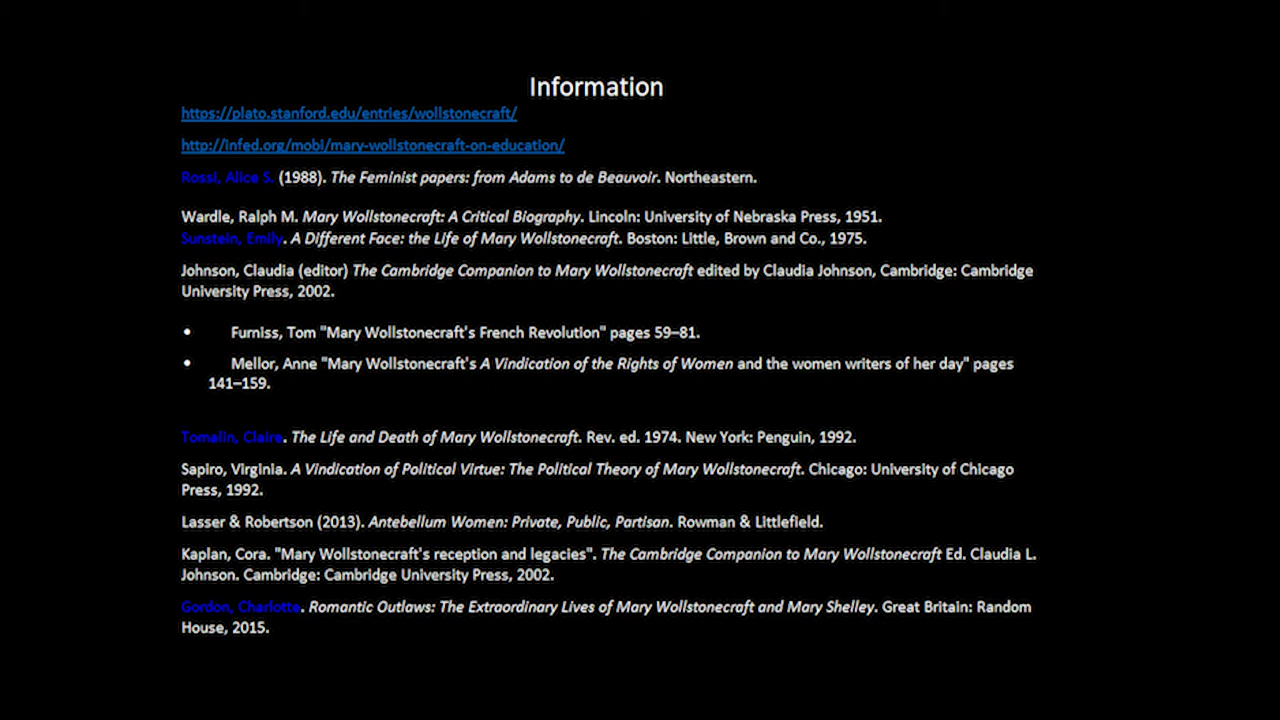 Information
https://plato.stanford.edu/entries/wollstonecraft/
http://infed.org/mobi/mary-wollstonecraft-on-education/
Rossi, Alice S. (1988). The Feminist papers: from Adams to de Beauvoir. Northeastern.
Wardle, Ralph M. Mary Wollstonecraft: A Critical Biography. Lincoln: University of Nebraska Press, 1951.
Sunstein, Emily. A Different Face: the Life of Mary Wollstonecraft. Boston: Little, Brown and Co., 1975.
Johnson, Claudia (editor) The Cambridge Companion to Mary Wollstonecraft edited by Claudia Johnson, Cambridge: Cambridge
University Press, 2002.
• Furniss, Tom "Mary Wollstonecraft's French Revolution" pages 59–81.
• Mellor, Anne "Mary Wollstonecraft's A Vindication of the Rights of Women and the women writers of her day" pages
141–159.
Tomalin, Claire. The Life and Death of Mary Wollstonecraft. Rev. ed. 1974. New York: Penguin, 1992.
Sapiro, Virginia. A Vindication of Political Virtue: The Political Theory of Mary Wollstonecraft. Chicago: University of Chicago
Press, 1992.
Lasser & Robertson (2013). Antebellum Women: Private, Public, Partisan. Rowman & Littlefield.
Kaplan, Cora. "Mary Wollstonecraft's reception and legacies". The Cambridge Companion to Mary Wollstonecraft Ed. Claudia L.
Johnson. Cambridge: Cambridge University Press, 2002.
Gordon, Charlotte. Romantic Outlaws: The Extraordinary Lives of Mary Wollstonecraft and Mary Shelley. Great Britain: Random
House, 2015.